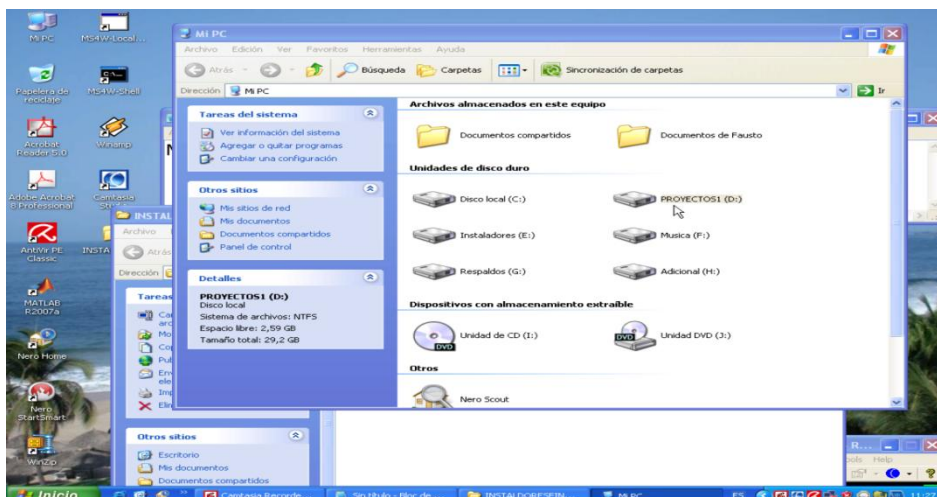 Mi PC
MS4W-Local...
Papelera de reciclaje
MS4W-Shell
Acrobat Reader 5.0
Winamp
Adobe Acrobat 8 Professional
Camtasia
AntiVir PE Classic
INSTA
MATLAB R2007a
Nero Home
Nero StartSmart
WinZip
Mi PC
Archivo Edición Ver Favoritos Herramientas Ayuda
Atrás Búsqueda Carpetas Sincronización de carpetas
Dirección Mi PC Ir
Tareas del sistema
Ver información del sistema
Agregar o quitar programas
Cambiar una configuración
Otros sitios
Mis sitios de red
Mis documentos
Documentos compartidos
Panel de control
Detalles
PROYECTOS1 (D:)
Disco local
Sistema de archivos: NTFS
Espacio libre: 2,59 GB
Tamaño total: 29,2 GB
Archivos almacenados en este equipo
Documentos compartidos
Documentos de Fausto
Unidades de disco duro
Disco local (C:)
PROYECTOS1 (D:)
Instaladores (E:)
Musica (F:)
Respaldos (G:)
Adicional (H:)
Dispositivos con almacenamiento extraíble
DVD
Unidad de CD (I:)
DVD
Unidad DVD (J:)
Otros
Nero Scout
INSTAL
Archivo
Atrás
Dirección
Tareas
Otros sitios
Escritorio
Mis documentos
Documentos compartidos
R...
Help
Inicio
Camtasia Recorde...
Sin título - Bloc de...
INSTALDORESEIN...
Mi PC
ES
11:27